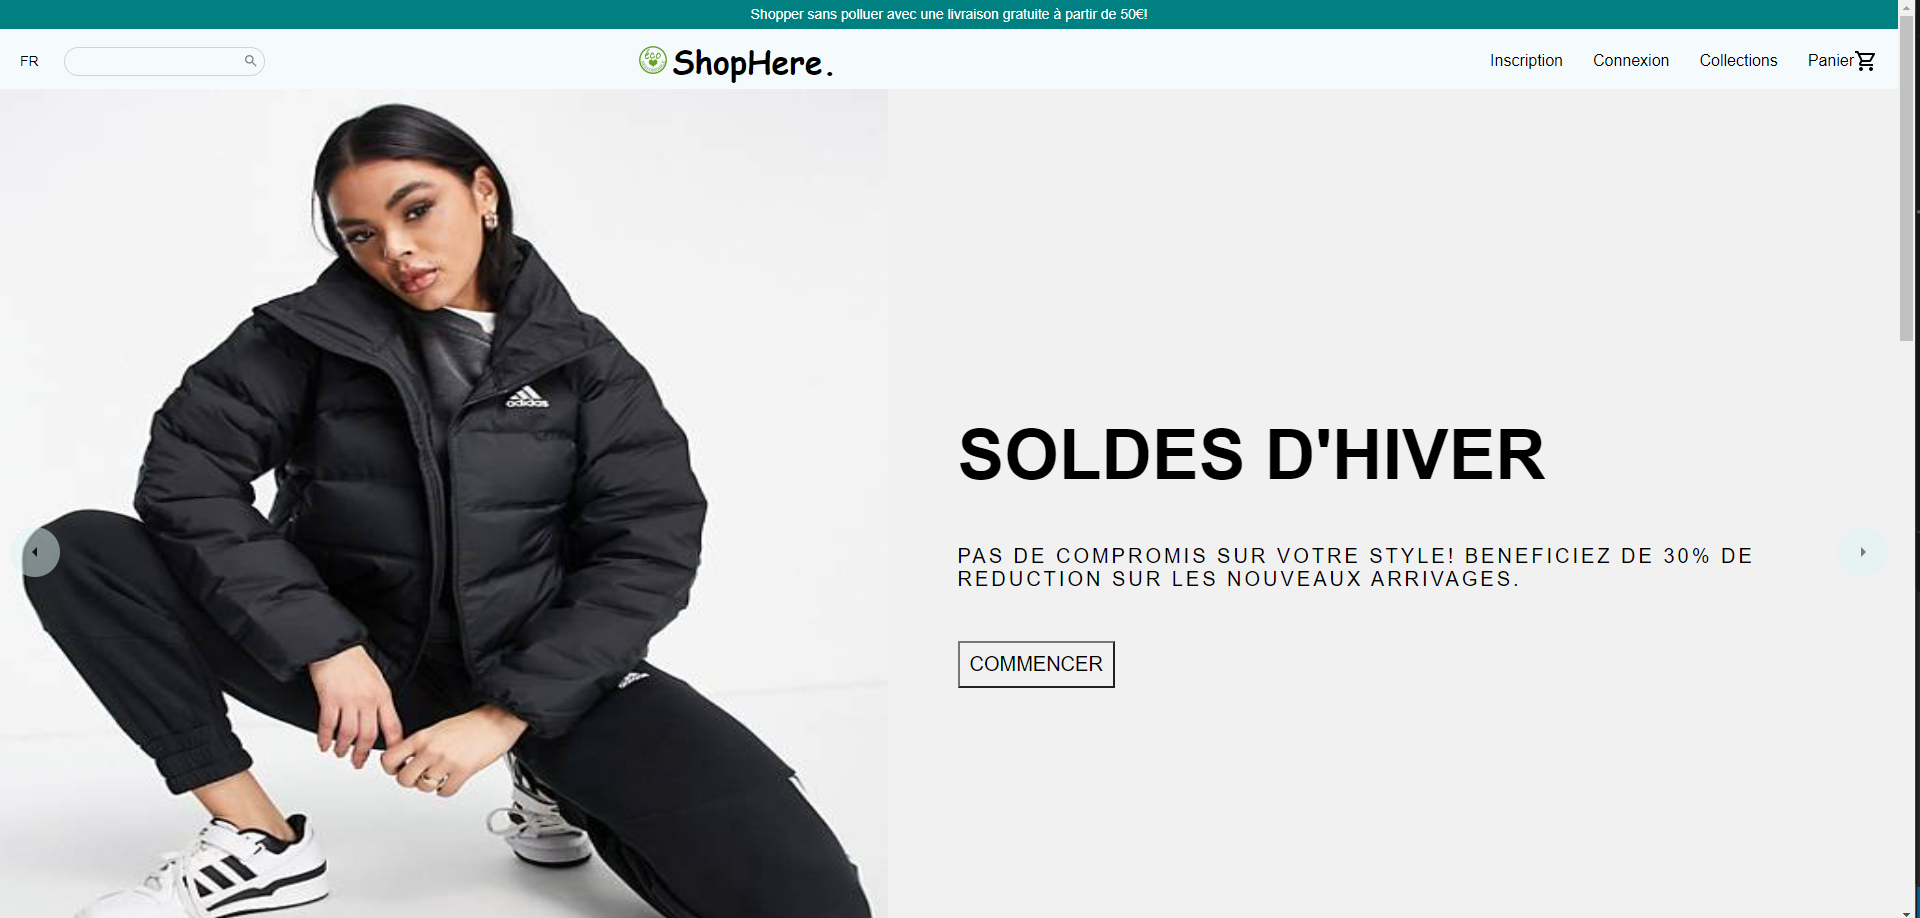 Shopper sans polluer avec une livraison gratuite à partir de 50€!
FR
éco
ShopHere.
Inscription
Connexion
Collections
Panier
adidas
SOLDES D'HIVER
PAS DE COMPROMIS SUR VOTRE STYLE! BENEFICIEZ DE 30% DE
REDUCTION SUR LES NOUVEAUX ARRIVAGES.
COMMENCER